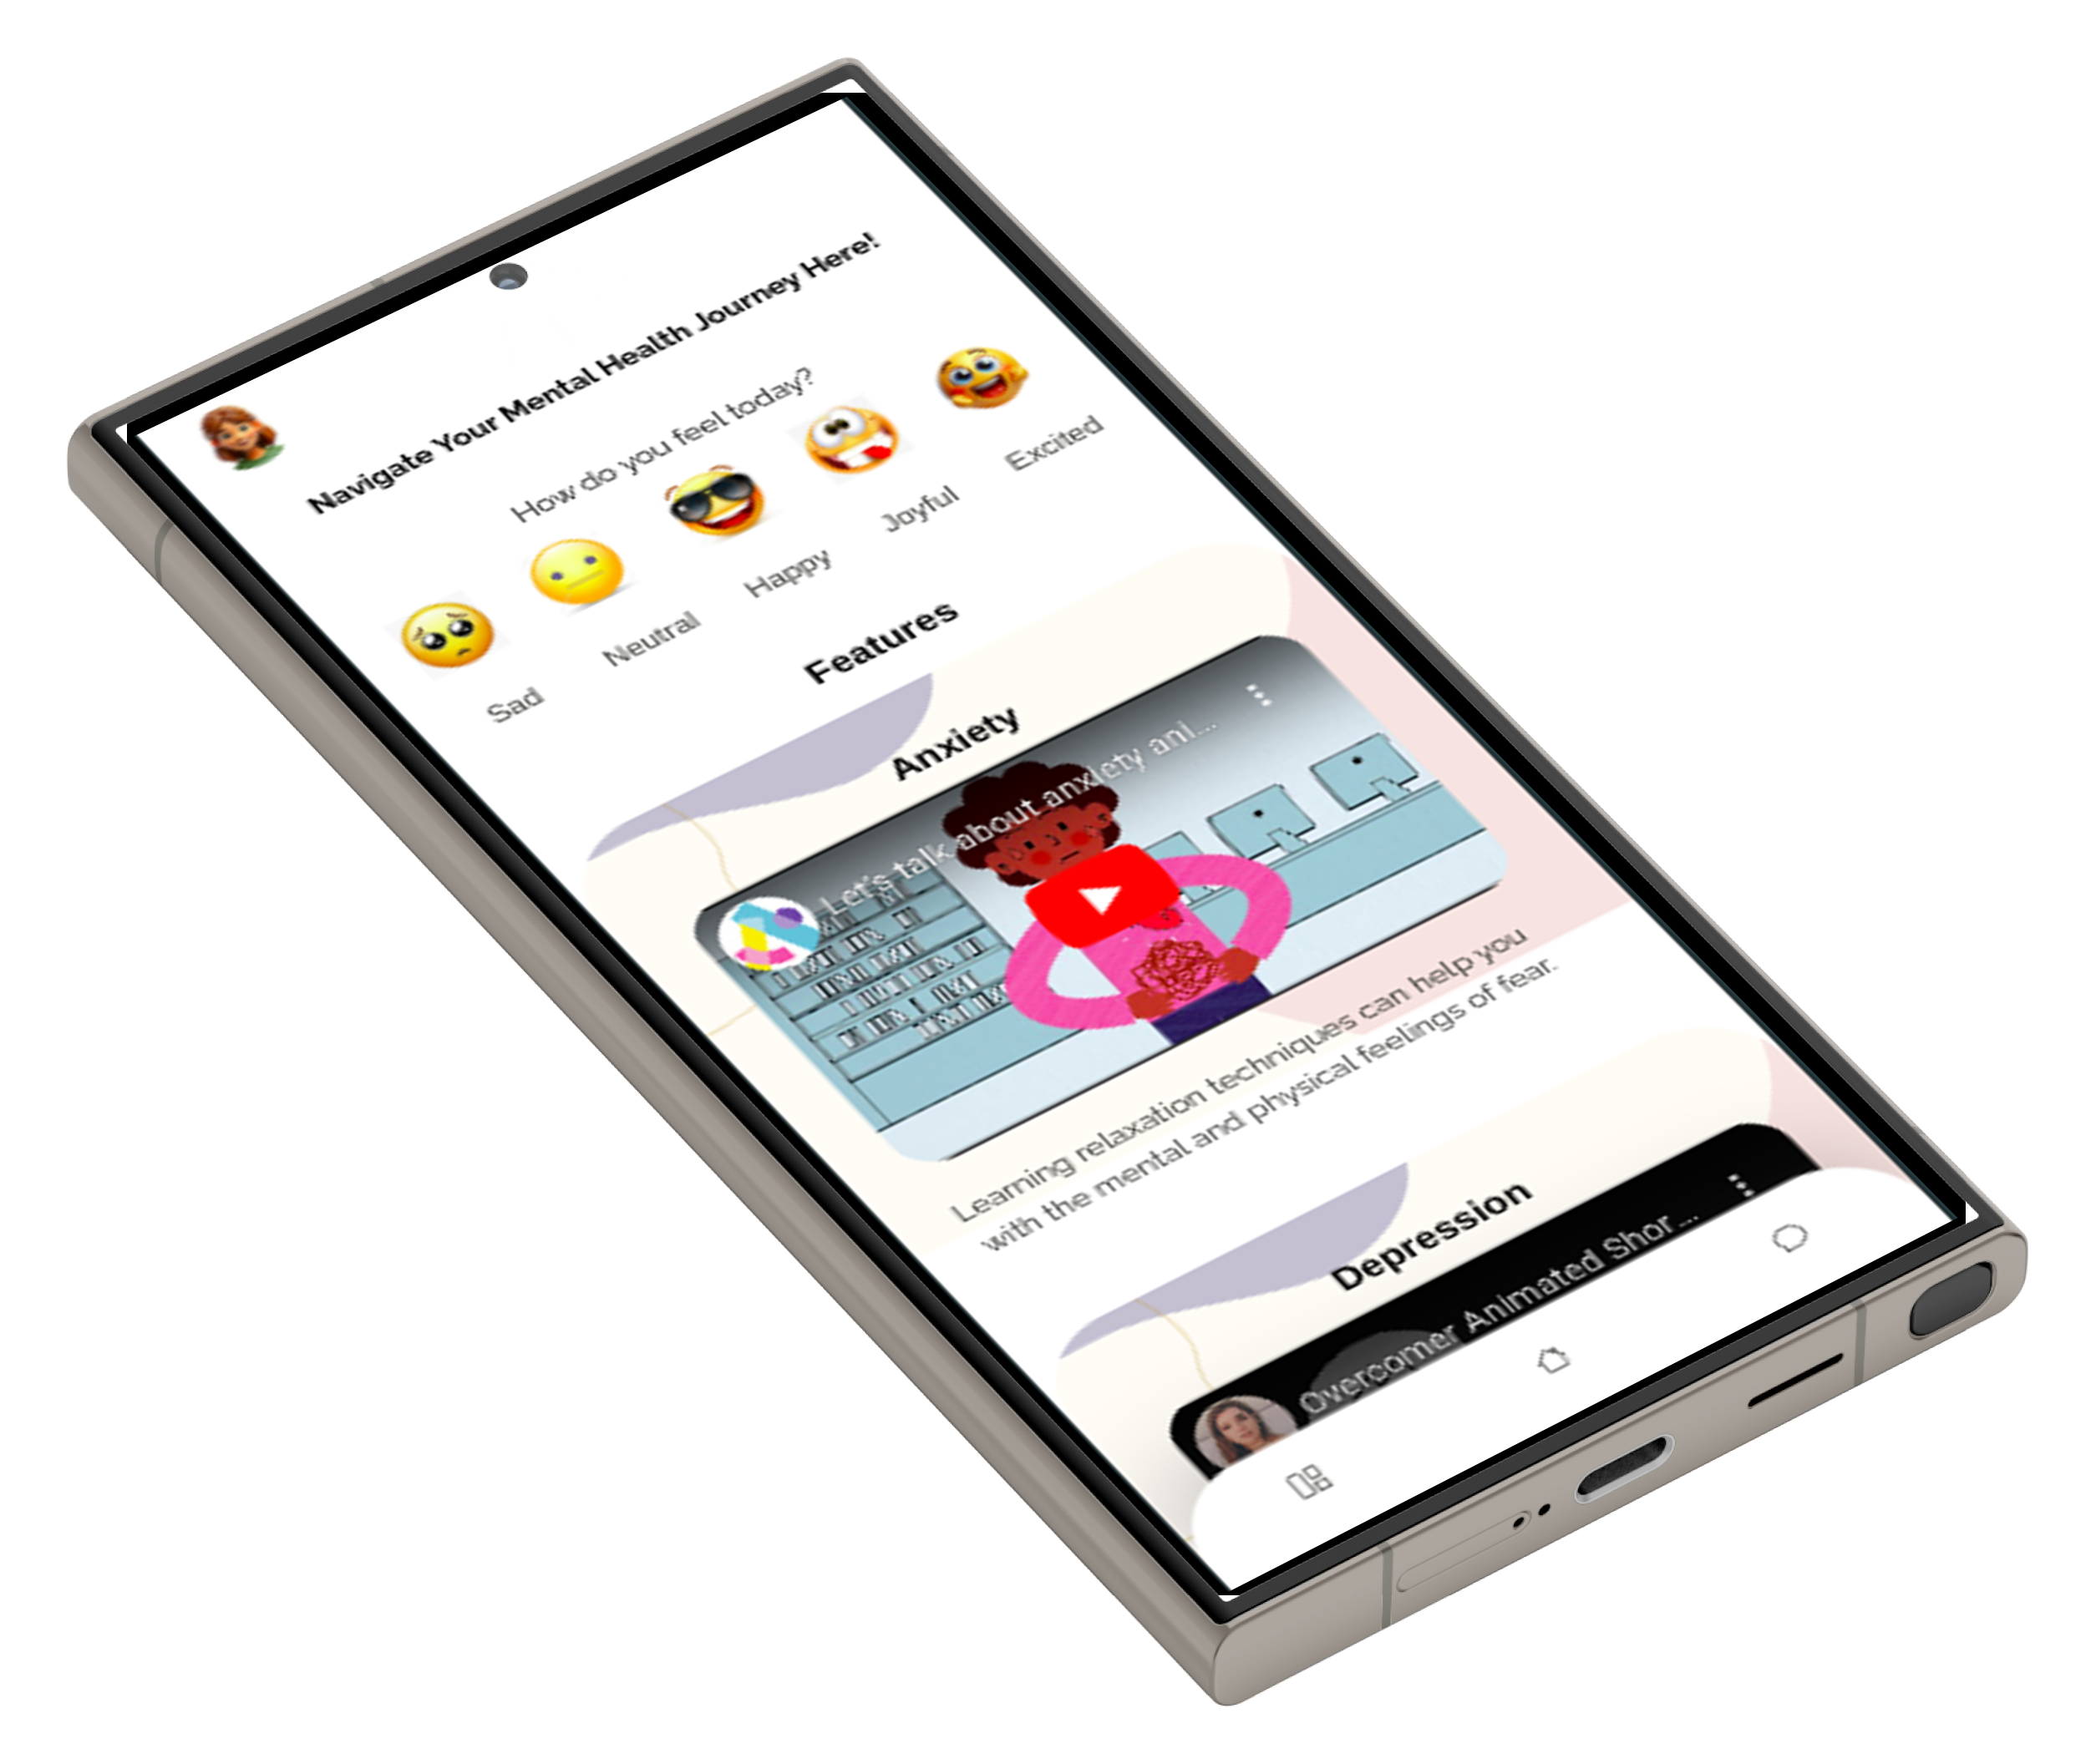 Navigate Your Mental Health Journey Here!
How do you feel today?
Sad
Neutral
Happy
Joyful
Excited
Features
Anxiety
Let's talk about anxiety ani...
Learning relaxation techniques can help you
with the mental and physical feelings of fear.
Depression
Overcomer Animated Shor ...